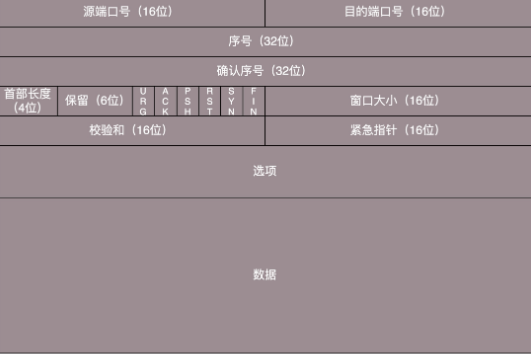 源端口号（16位） 目的端口号（16位）
序号（32位）
确认序号（32位）
首部长度（4位） 保留（6位） URG ACK PSH RST SYN FIN 窗口大小（16位）
校验和（16位） 紧急指针（16位）
选项
数据